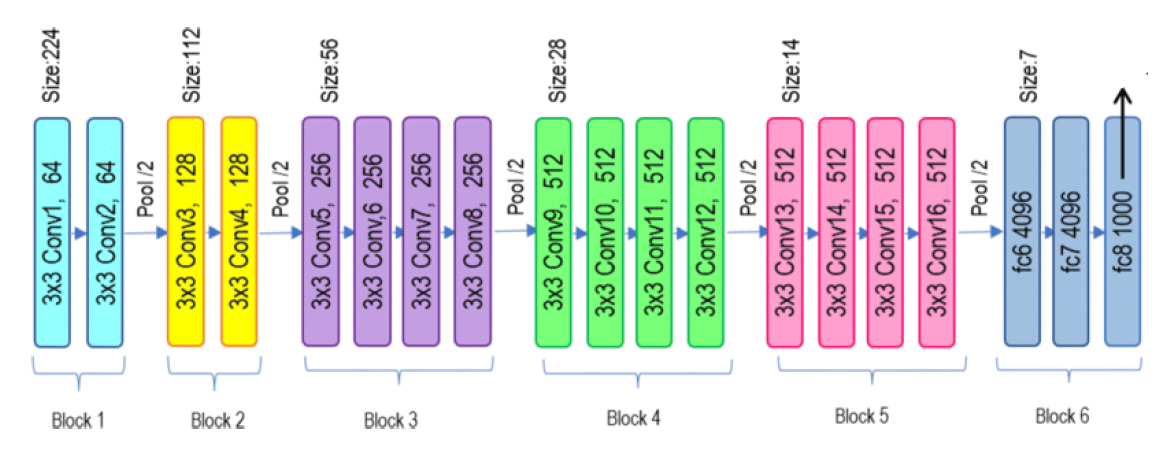 Size:224
3x3 Conv1, 64
3x3 Conv2, 64
Pool /2
Size:112
3x3 Conv3, 128
3x3 Conv4, 128
Pool /2
Size:56
3x3 Conv5, 256
3x3 Conv,6 256
3x3 Conv7, 256
3x3 Conv8, 256
Pool /2
Size:28
3x3 Conv9, 512
3x3 Conv10, 512
3x3 Conv11, 512
3x3 Conv12, 512
Pool /2
Size:14
3x3 Conv13, 512
3x3 Conv14, 512
3x3 Conv15, 512
3x3 Conv16, 512
Pool /2
Size:7
fc6 4096
fc7 4096
fc8 1000
Block 1
Block 2
Block 3
Block 4
Block 5
Block 6